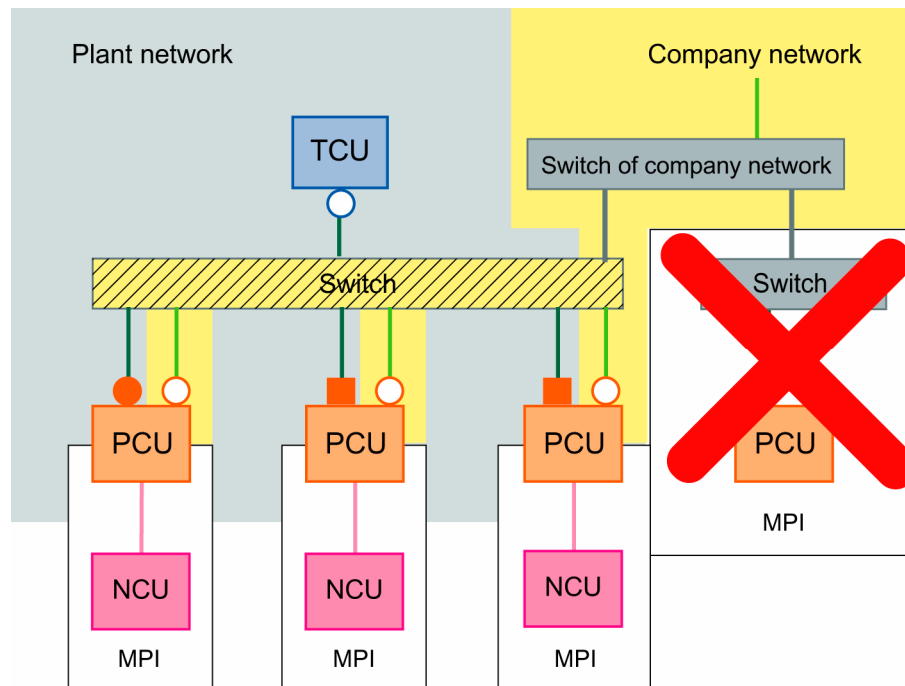 Plant network
Company network
TCU
Switch of company network
Switch
Switch
PCU
PCU
PCU
PCU
MPI
NCU
NCU
NCU
MPI
MPI
MPI